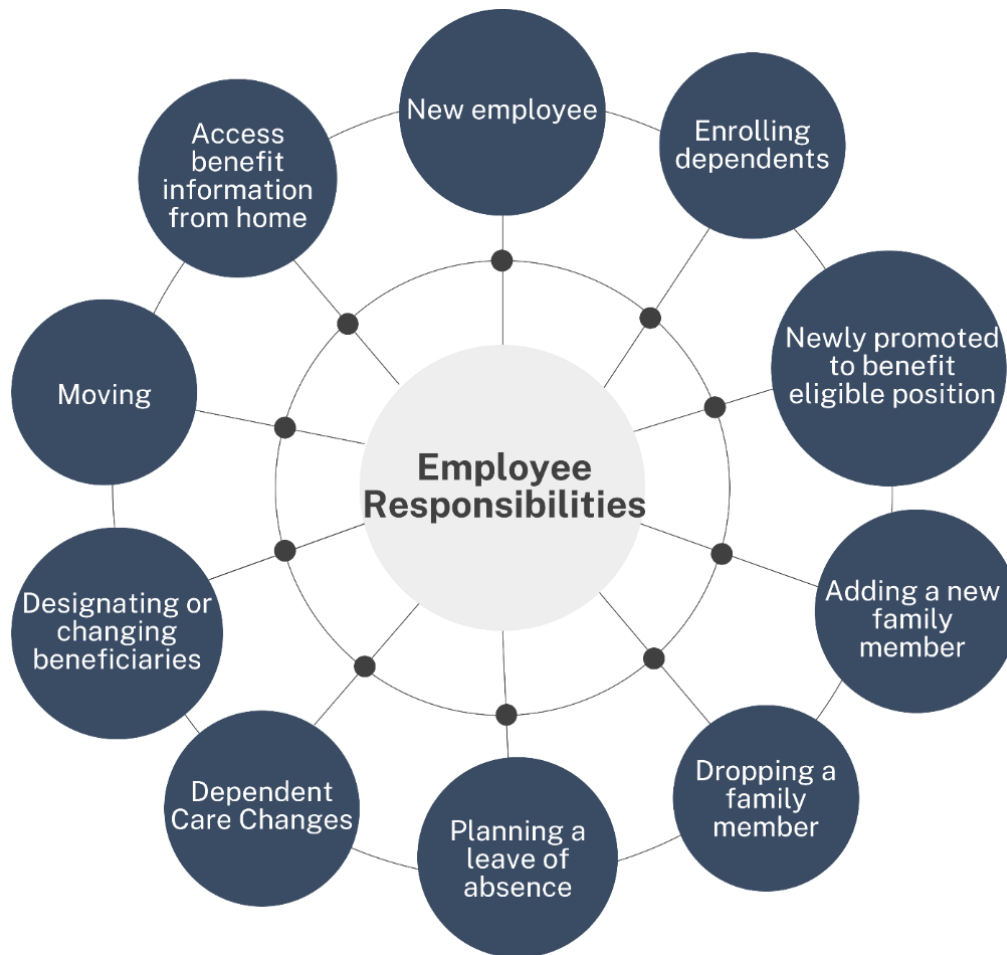 New employee
Enrolling
dependents
Newly promoted
to benefit
eligible position
Adding a new
family
member
Dropping a
family
member
Planning a
leave of
absence
Dependent
Care Changes
Designating or
changing
beneficiaries
Moving
Access
benefit
information
from home
Employee
Responsibilities